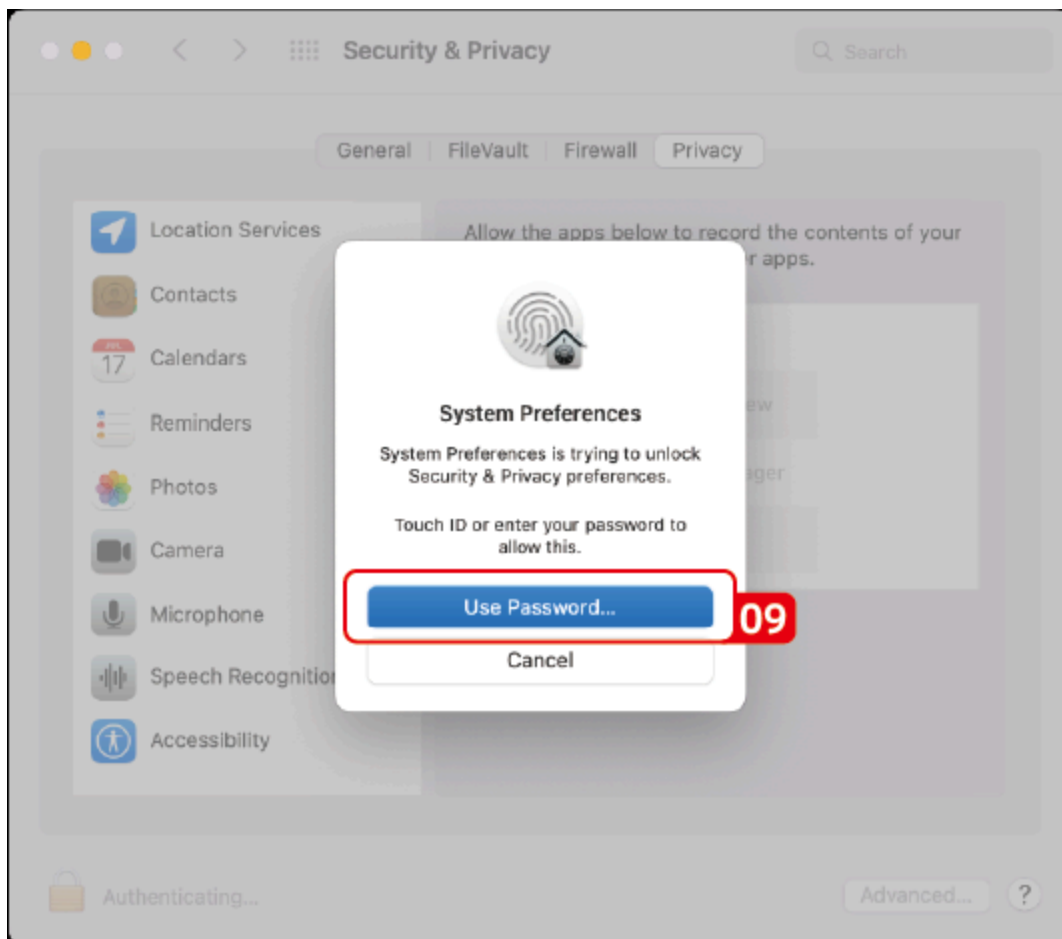 Security & Privacy
Search
General
FileVault
Firewall
Privacy
Location Services
Contacts
JUL
17
Calendars
Reminders
Photos
Camera
Microphone
Speech Recognition
Accessibility
Allow the apps below to record the contents of your
r apps.
System Preferences
System Preferences is trying to unlock
Security & Privacy preferences.
Touch ID or enter your password to
allow this.
Use Password...
09
Cancel
Authenticating...
Advanced...
?